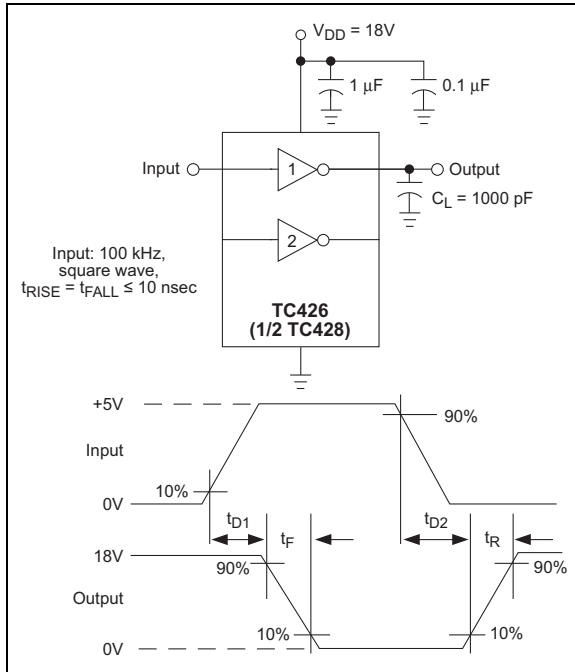 V_DD = 18V
1 μF
0.1 μF
Input
1
Output
C_L = 1000 pF
2
Input: 100 kHz,
square wave,
t_RISE = t_FALL ≤ 10 nsec
TC426
(1/2 TC428)
+5V
90%
Input
10%
0V
t_D1
t_F
t_D2
t_R
18V
90%
90%
Output
10%
10%
0V